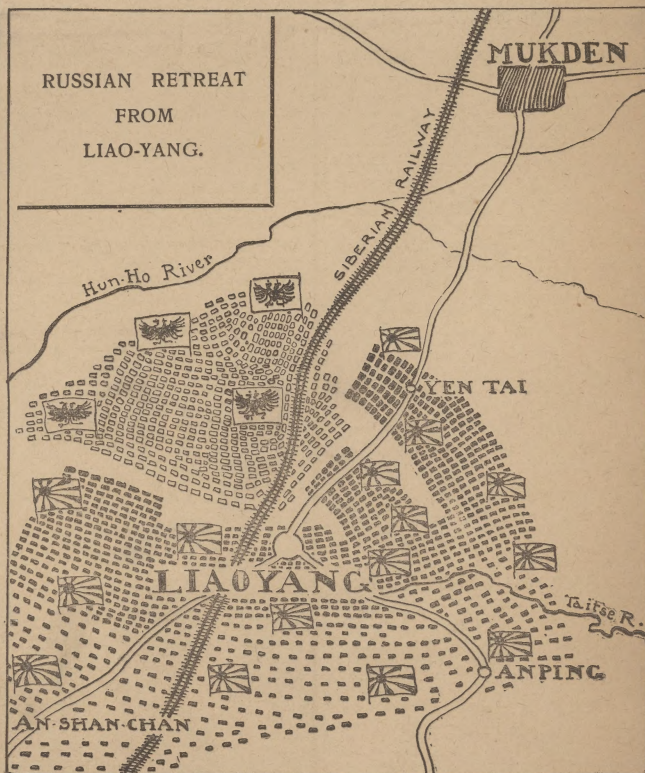 RUSSIAN RETREAT
FROM
LIAO-YANG.
MUKDEN
SIBERIAN RAILWAY
Hun-Ho River
YEN TAI
LIAOYANG
Taitse R.
ANPING
AN-SHAN-CHAN